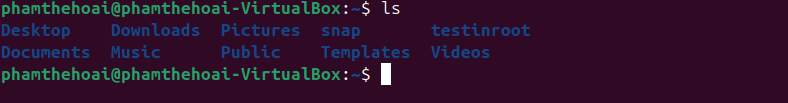 phamthehoai@phamthehoai-VirtualBox:~$ ls
Desktop    Downloads  Pictures  snap       testinroot
Documents  Music      Public    Templates  Videos
phamthehoai@phamthehoai-VirtualBox:~$